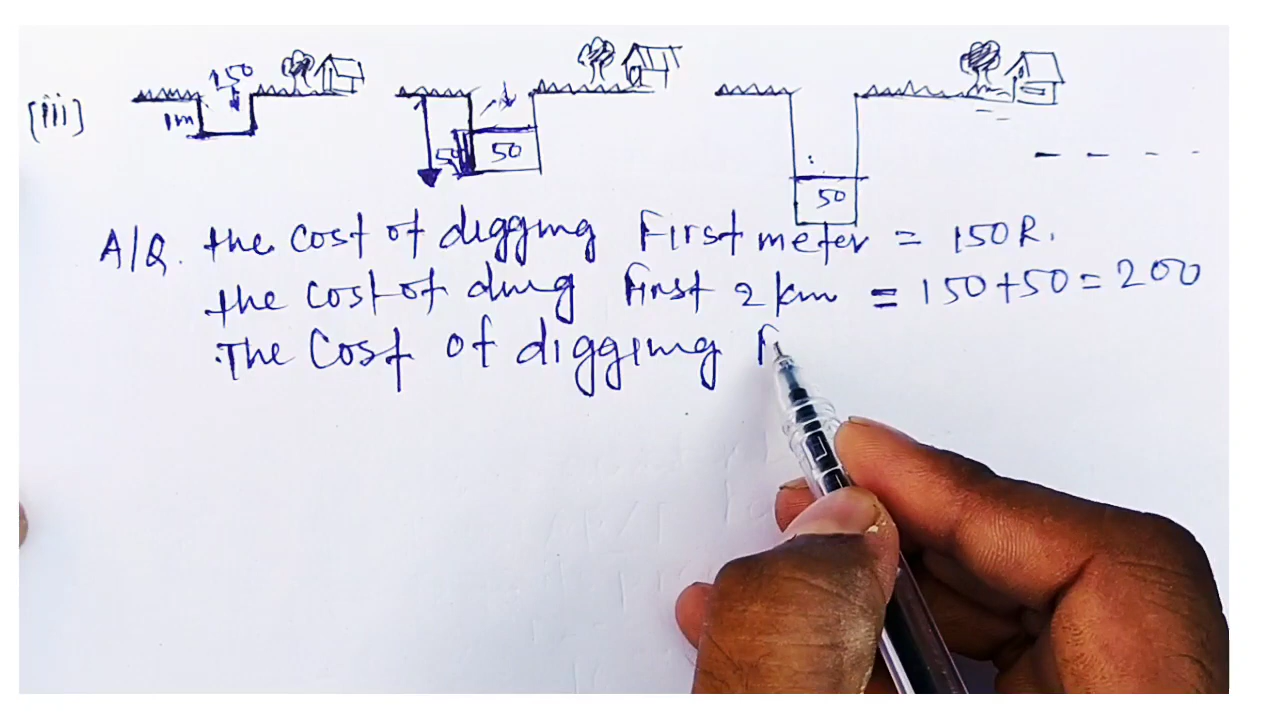 (iii) 150 1m 50 50 50
A/Q. the cost of digging First meter = 150 R.
the cost of ding first 2 km = 150+50=200
The Cost of digging F